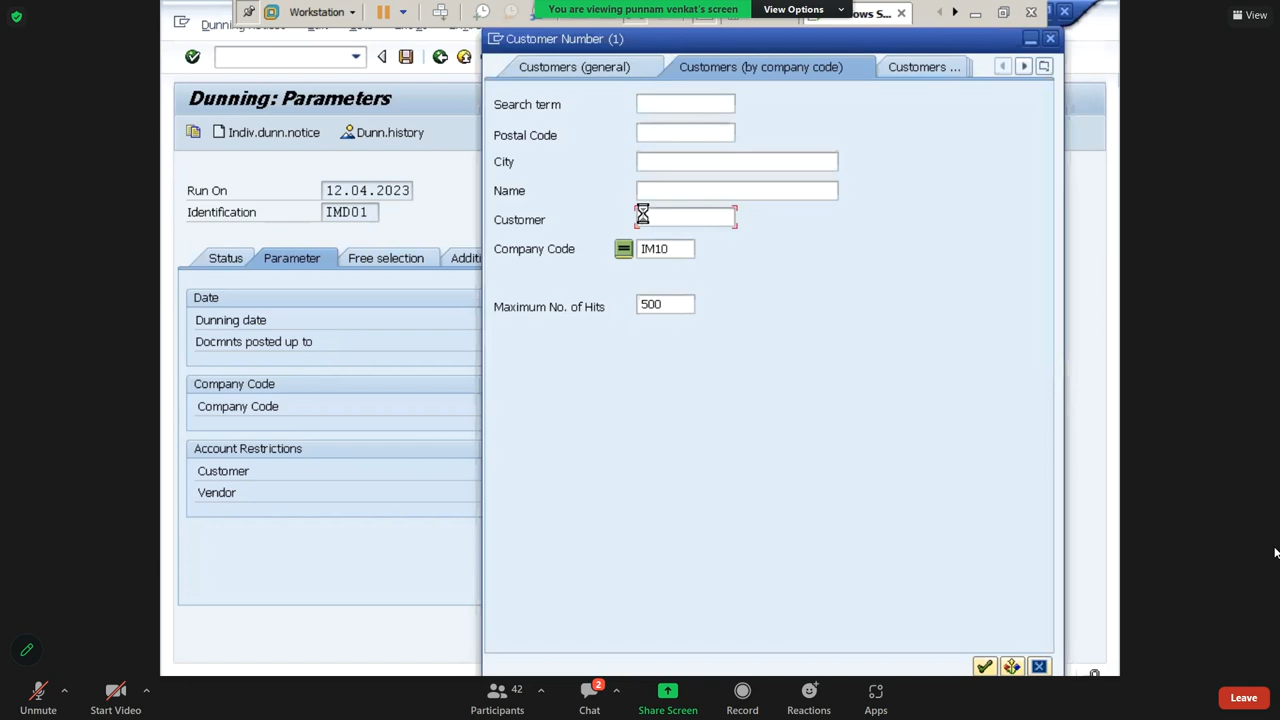 You are viewing punnam venkat's screen
View Options
View
Workstation
Customer Number (1)
Dunning: Parameters
Indiv.dunn.notice
Dunn.history
Run On
12.04.2023
Identification
IMD01
Status
Parameter
Free selection
Additi
Date
Dunning date
Docmnts posted up to
Company Code
Company Code
Account Restrictions
Customer
Vendor
Customers (general)
Customers (by company code)
Customers ...
Search term
Postal Code
City
Name
Customer
Company Code
IM10
Maximum No. of Hits
500
Unmute
Start Video
42
Participants
2
Chat
Share Screen
Record
Reactions
Apps
Leave